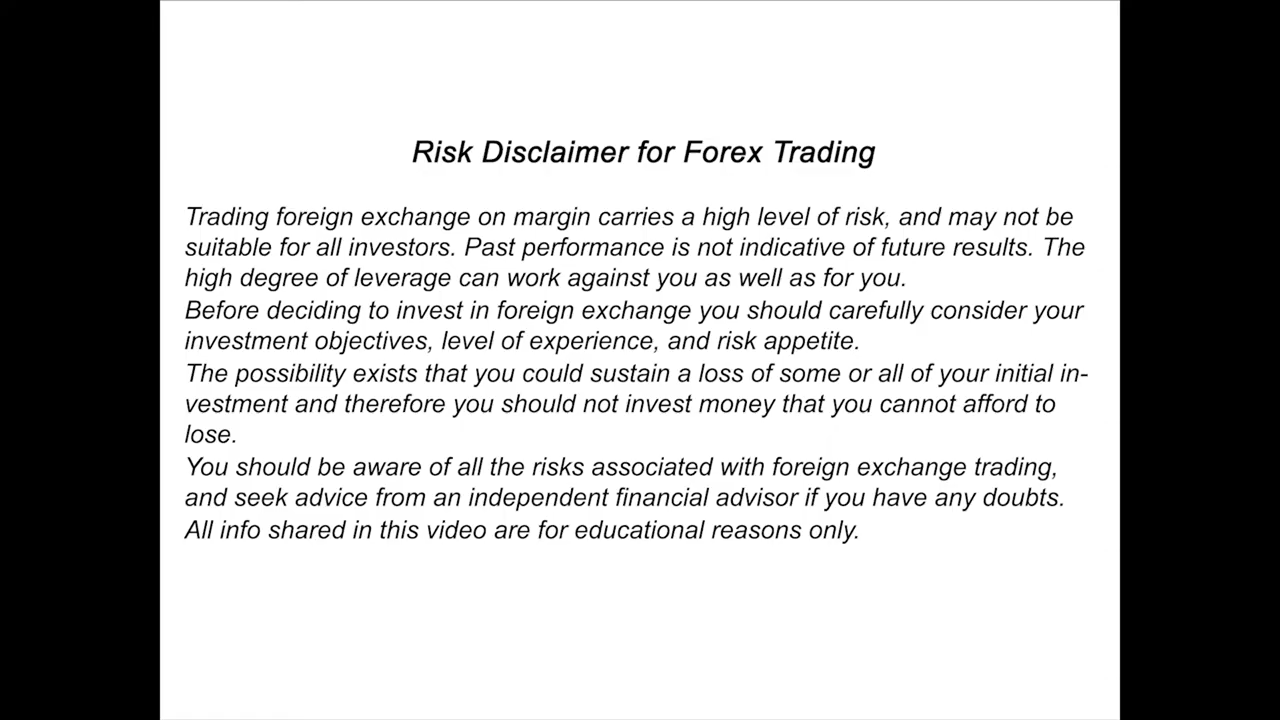 Risk Disclaimer for Forex Trading
Trading foreign exchange on margin carries a high level of risk, and may not be
suitable for all investors. Past performance is not indicative of future results. The
high degree of leverage can work against you as well as for you.
Before deciding to invest in foreign exchange you should carefully consider your
investment objectives, level of experience, and risk appetite.
The possibility exists that you could sustain a loss of some or all of your initial in-
vestment and therefore you should not invest money that you cannot afford to
lose.
You should be aware of all the risks associated with foreign exchange trading,
and seek advice from an independent financial advisor if you have any doubts.
All info shared in this video are for educational reasons only.